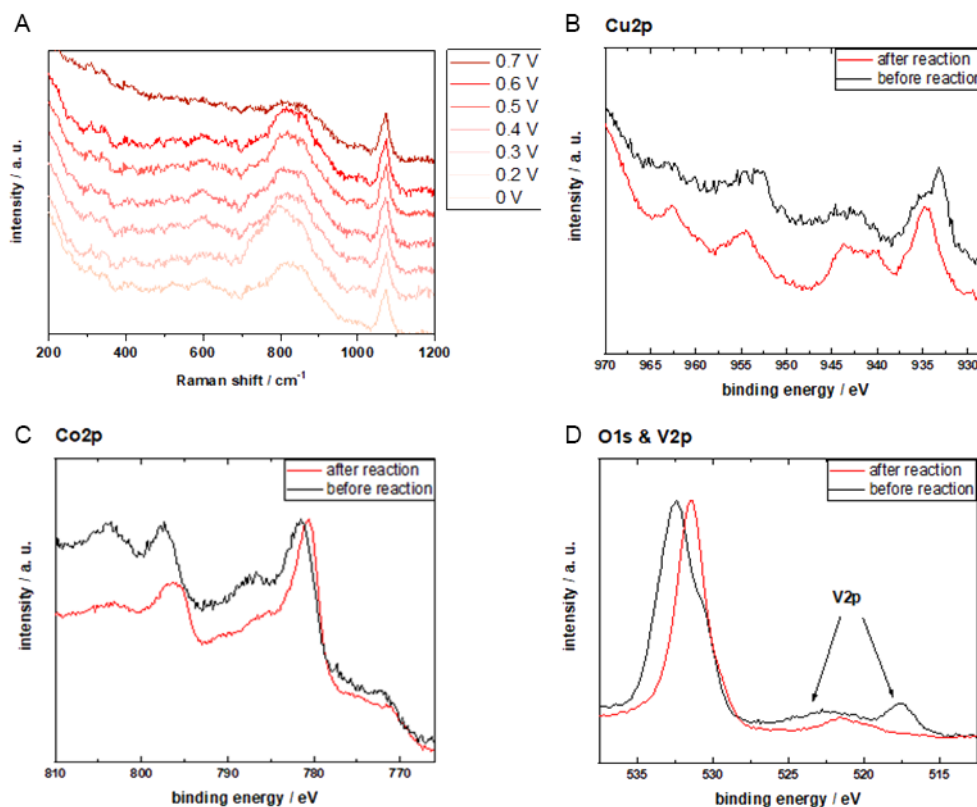 A
intensity / a. u.
200 400 600 800 1000 1200
Raman shift / cm⁻¹
0.7 V
0.6 V
0.5 V
0.4 V
0.3 V
0.2 V
0 V
B Cu2p
after reaction
before reaction
intensity / a. u.
970 965 960 955 950 945 940 935 930
binding energy / eV
C Co2p
after reaction
before reaction
intensity / a. u.
810 800 790 780 770
binding energy / eV
D O1s & V2p
after reaction
before reaction
V2p
intensity / a. u.
535 530 525 520 515
binding energy / eV